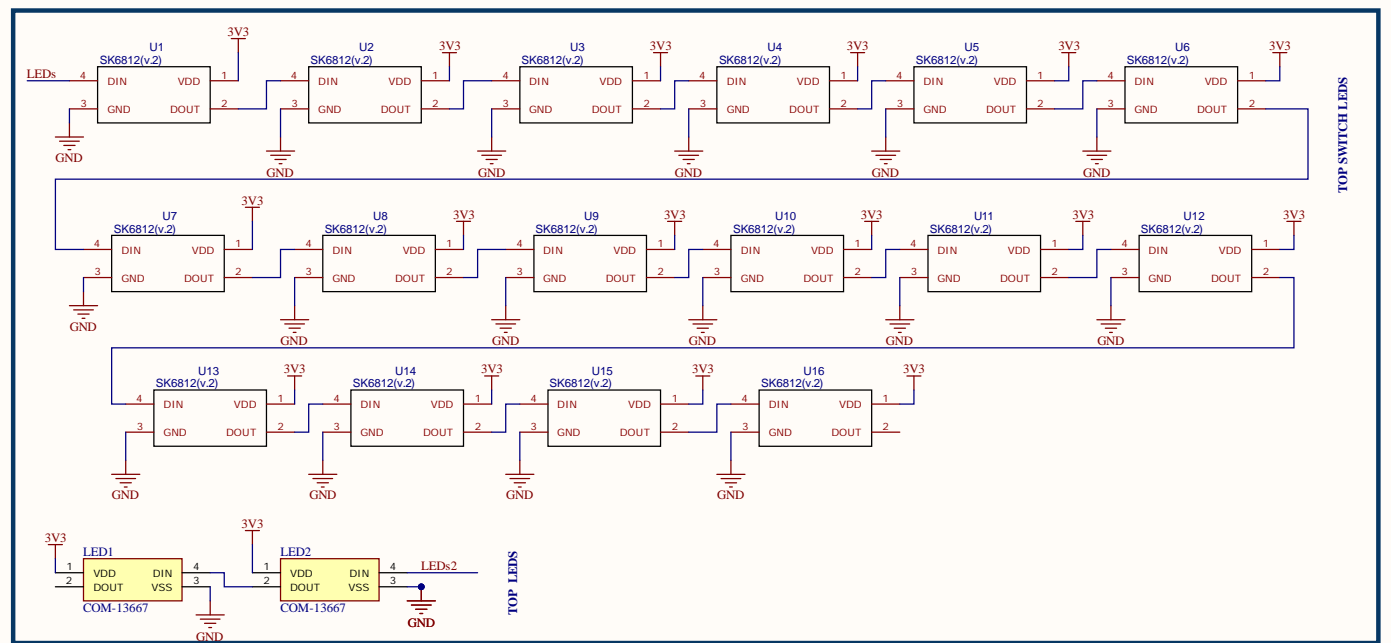 3V3 3V3 3V3 3V3 3V3 3V3
U1 U2 U3 U4 U5 U6
SK6812(v.2) SK6812(v.2) SK6812(v.2) SK6812(v.2) SK6812(v.2) SK6812(v.2)
LEDs 4 DIN VDD 1 4 DIN VDD 1 4 DIN VDD 1 4 DIN VDD 1 4 DIN VDD 1 4 DIN VDD 1
3 GND DOUT 2 3 GND DOUT 2 3 GND DOUT 2 3 GND DOUT 2 3 GND DOUT 2 3 GND DOUT 2
GND GND GND GND GND GND
TOP SWITCH LEDS
3V3 3V3 3V3 3V3 3V3 3V3
U7 U8 U9 U10 U11 U12
SK6812(v.2) SK6812(v.2) SK6812(v.2) SK6812(v.2) SK6812(v.2) SK6812(v.2)
4 DIN VDD 1 4 DIN VDD 1 4 DIN VDD 1 4 DIN VDD 1 4 DIN VDD 1 4 DIN VDD 1
3 GND DOUT 2 3 GND DOUT 2 3 GND DOUT 2 3 GND DOUT 2 3 GND DOUT 2 3 GND DOUT 2
GND GND GND GND GND GND
3V3 3V3 3V3 3V3
U13 U14 U15 U16
SK6812(v.2) SK6812(v.2) SK6812(v.2) SK6812(v.2)
4 DIN VDD 1 4 DIN VDD 1 4 DIN VDD 1 4 DIN VDD 1
3 GND DOUT 2 3 GND DOUT 2 3 GND DOUT 2 3 GND DOUT 2
GND GND GND GND
3V3 3V3
LED1 LED2
1 VDD DIN 4 1 VDD DIN 4 LEDs2
2 DOUT VSS 3 2 DOUT VSS 3
COM-13667 COM-13667
GND GND
TOP LEDS